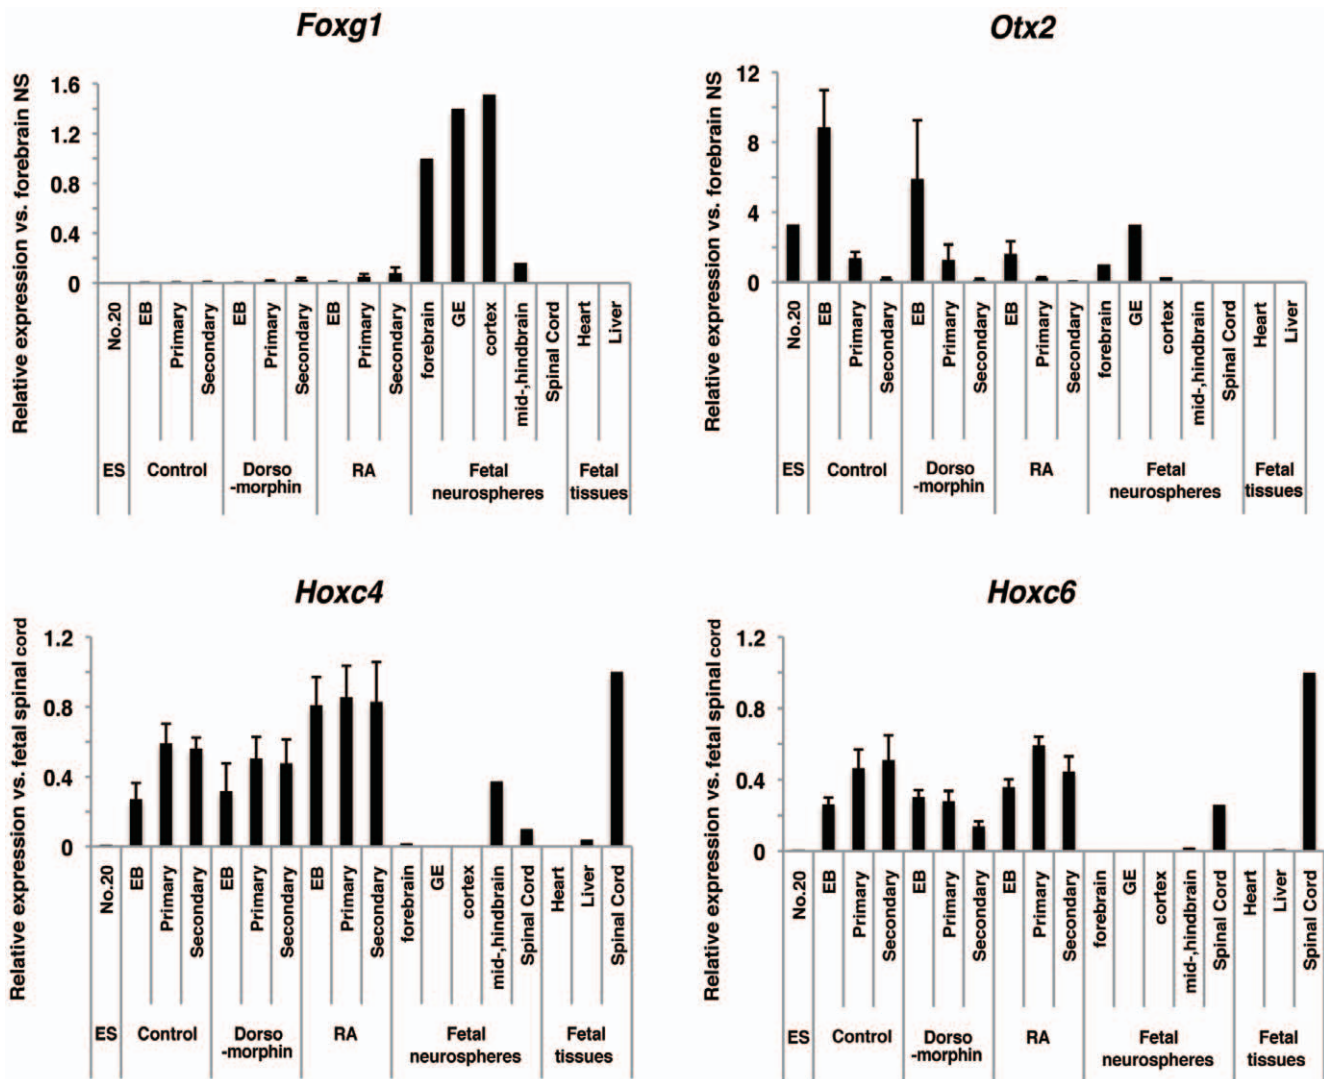 Foxg1
Relative expression vs. forebrain NS
1.6
1.2
0.8
0.4
0
No.20
EB
Primary
Secondary
EB
Primary
Secondary
EB
Primary
Secondary
forebrain
GE
cortex
mid-,hindbrain
Spinal Cord
Heart
Liver
ES
Control
Dorso
-morphin
RA
Fetal
neurospheres
Fetal
tissues
Otx2
Relative expression vs. forebrain NS
12
8
4
0
No.20
EB
Primary
Secondary
EB
Primary
Secondary
EB
Primary
Secondary
forebrain
GE
cortex
mid-,hindbrain
Spinal Cord
Heart
Liver
ES
Control
Dorso
-morphin
RA
Fetal
neurospheres
Fetal
tissues
Hoxc4
Relative expression vs. fetal spinal cord
1.2
0.8
0.4
0
No.20
EB
Primary
Secondary
EB
Primary
Secondary
EB
Primary
Secondary
forebrain
GE
cortex
mid-,hindbrain
Spinal Cord
Heart
Liver
Spinal Cord
ES
Control
Dorso
-morphin
RA
Fetal
neurospheres
Fetal
tissues
Hoxc6
Relative expression vs. fetal spinal cord
1.2
0.8
0.4
0
No.20
EB
Primary
Secondary
EB
Primary
Secondary
EB
Primary
Secondary
forebrain
GE
cortex
mid-,hindbrain
Spinal Cord
Heart
Liver
Spinal Cord
ES
Control
Dorso
-morphin
RA
Fetal
neurospheres
Fetal
tissues